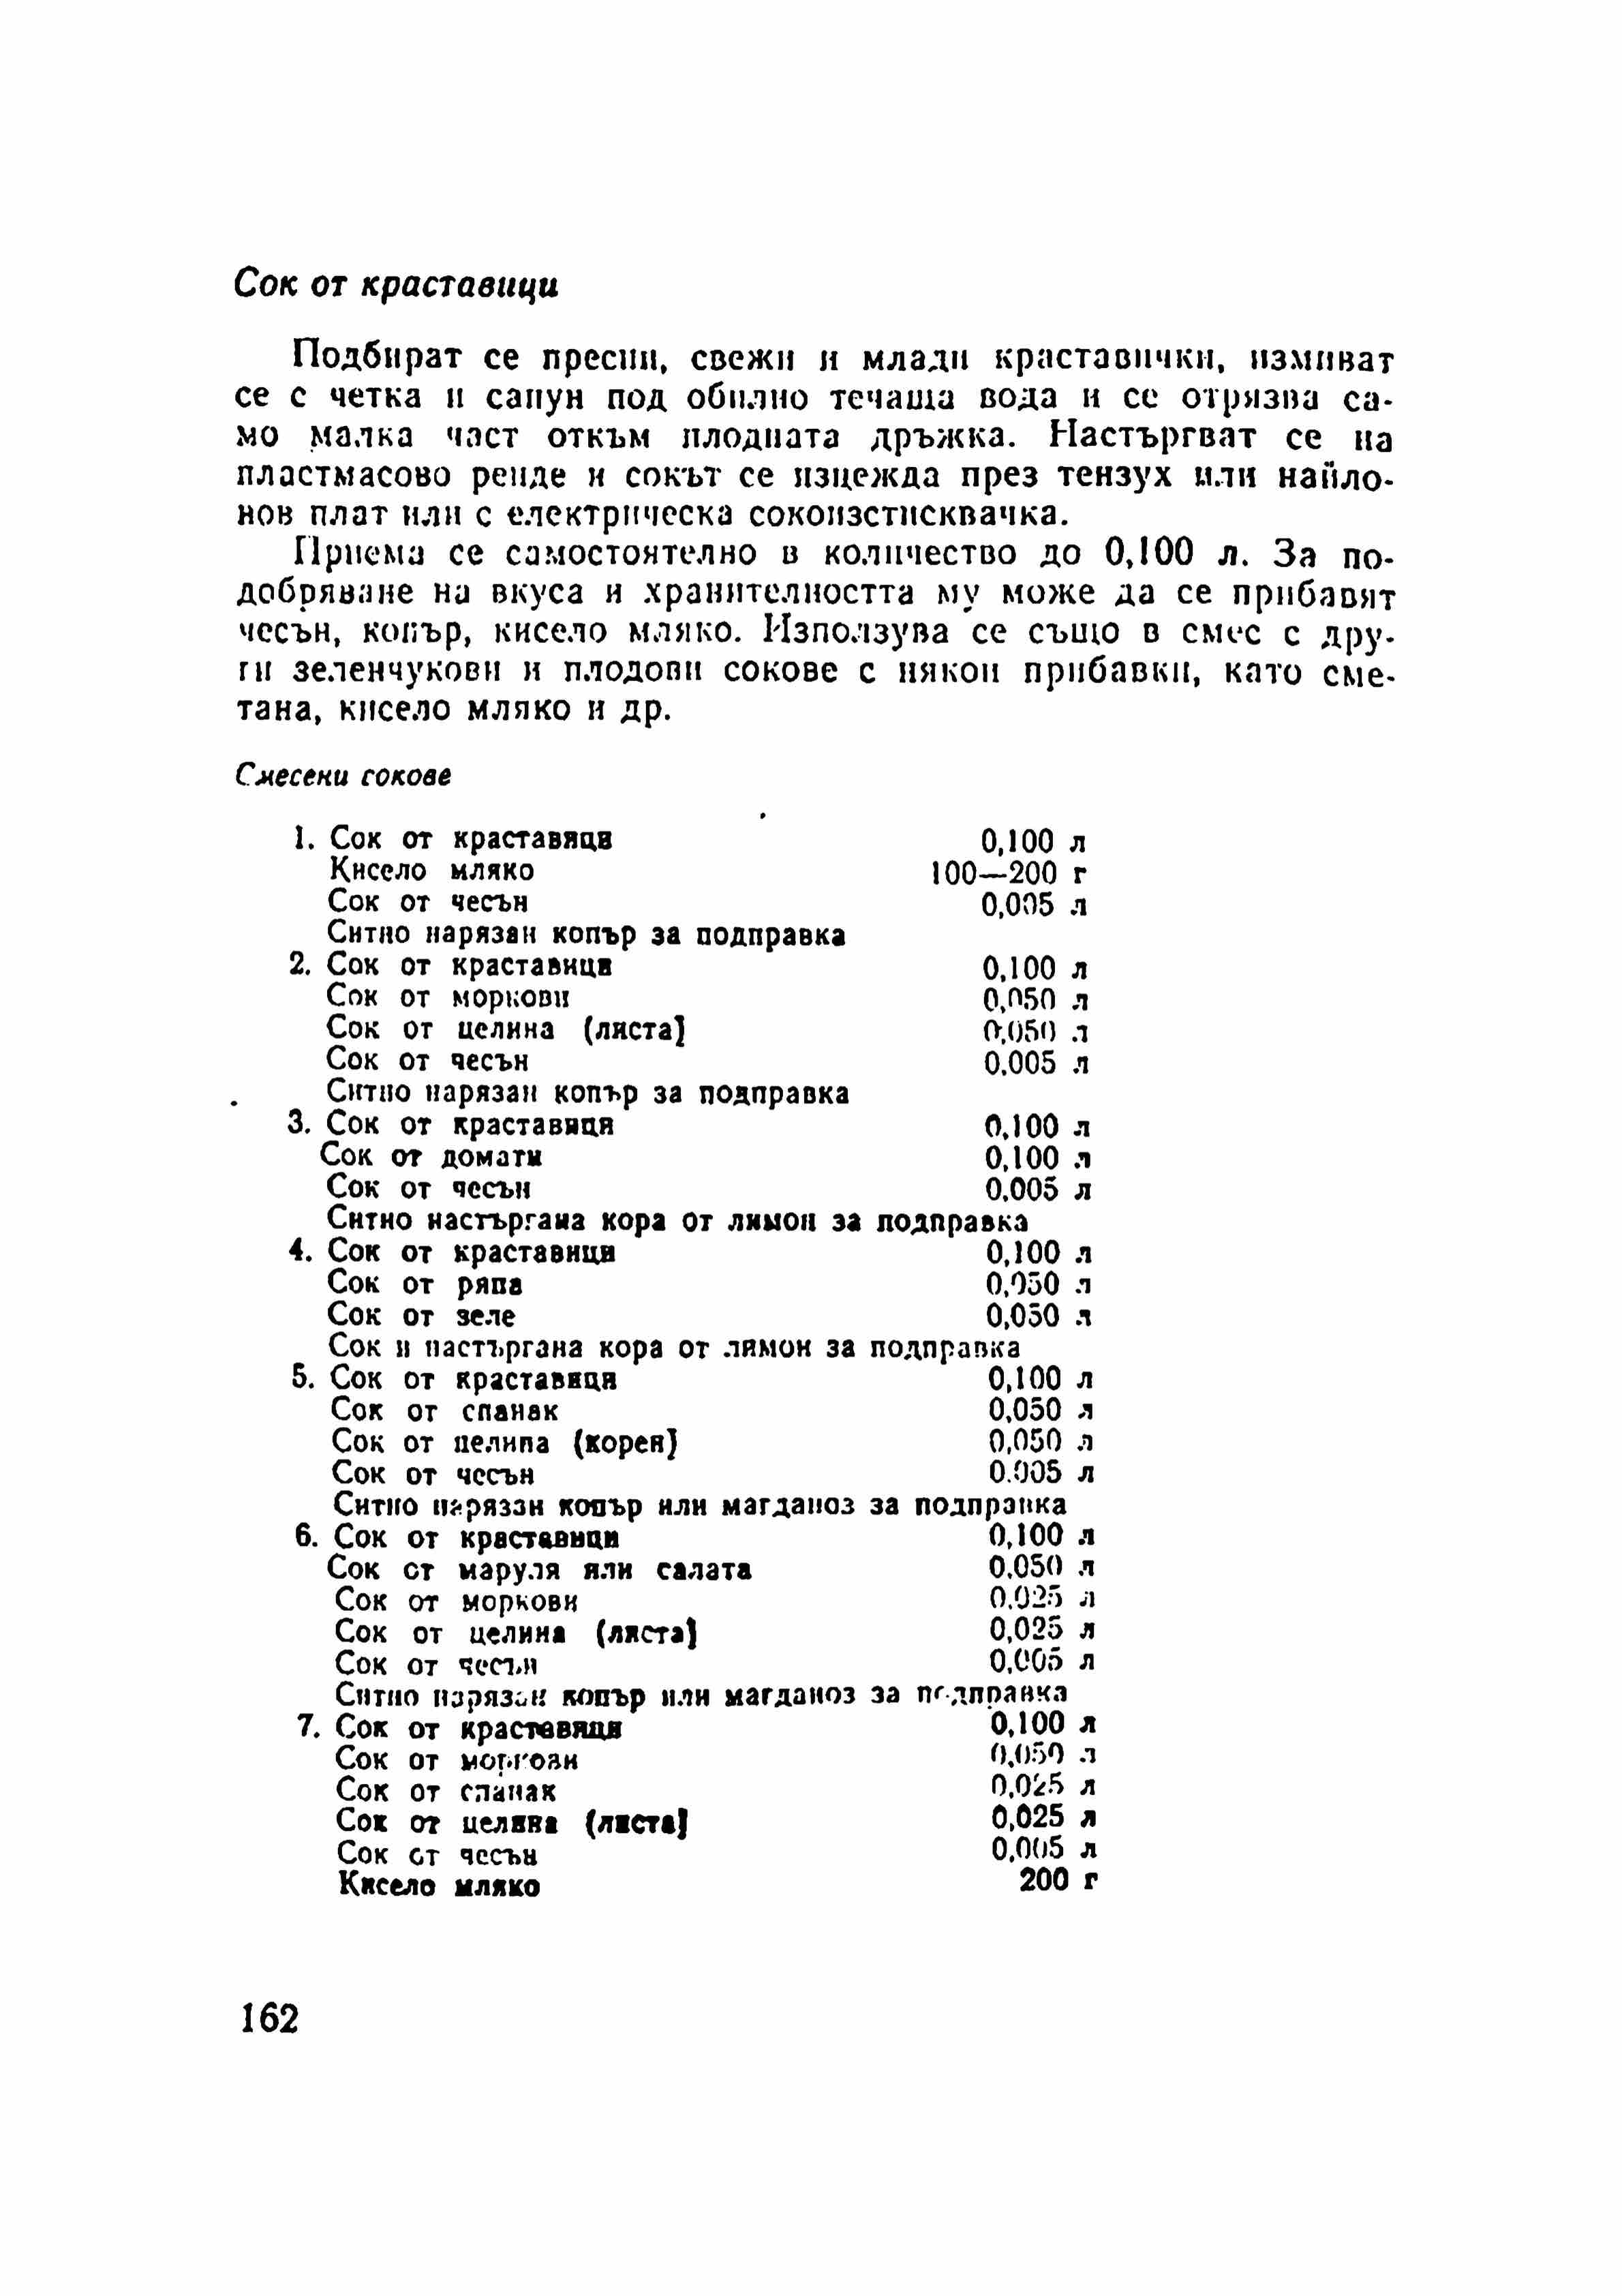 Сок от краставици
Подбират се пресни, свежи и млади краставички, измиват
се с четка и сапун под обилно течаща вода и се отрязва са-
мо малка част откъм плодната дръжка. Настъргват се на
пластмасово ренде и сокът се изцежда през тензух или найло-
нов плат или с електрическа сокоизстисквачка.
Приема се самостоятелно в количество до 0,100 л. За по-
добряване на вкуса и хранителността му може да се прибавят
чесън, копър, кисело мляко. Използува се също в смес с дру-
ги зеленчукови и плодови сокове с някои прибавки, като сме-
тана, кисело мляко и др.
Смесени сокове
1. Сок от краставици 0,100 л
Кисело мляко 100—200 г
Сок от чесън 0,005 л
Ситно нарязан копър за подправка
2. Сок от краставици 0,100 л
Сок от моркови 0,050 л
Сок от целина (листа) 0,050 л
Сок от чесън 0.005 л
Ситно нарязан копър за подправка
3. Сок от краставици 0,100 л
Сок от домати 0,100 л
Сок от чесън 0.005 л
Ситно настъргана кора от лимон за подправка
4. Сок от краставици 0,100 л
Сок от ряпа 0,050 л
Сок от зеле 0,050 л
Сок и настъргана кора от лимон за подправка
5. Сок от краставици 0,100 л
Сок от спанак 0,050 л
Сок от целина (корен) 0,050 л
Сок от чесън 0.005 л
Ситно нарязан копър или магданоз за подправка
6. Сок от краставици 0,100 л
Сок от маруля или салата 0.050 л
Сок от моркови 0.025 л
Сок от целина (листа) 0,025 л
Сок от чесън 0,005 л
Ситно нарязан копър или магданоз за подправка
7. Сок от краставици 0,100 л
Сок от моркови 0,050 л
Сок от спанак 0,025 л
Сок от целина (листа) 0,025 л
Сок от чесън 0,005 л
Кисело мляко 200 г
162